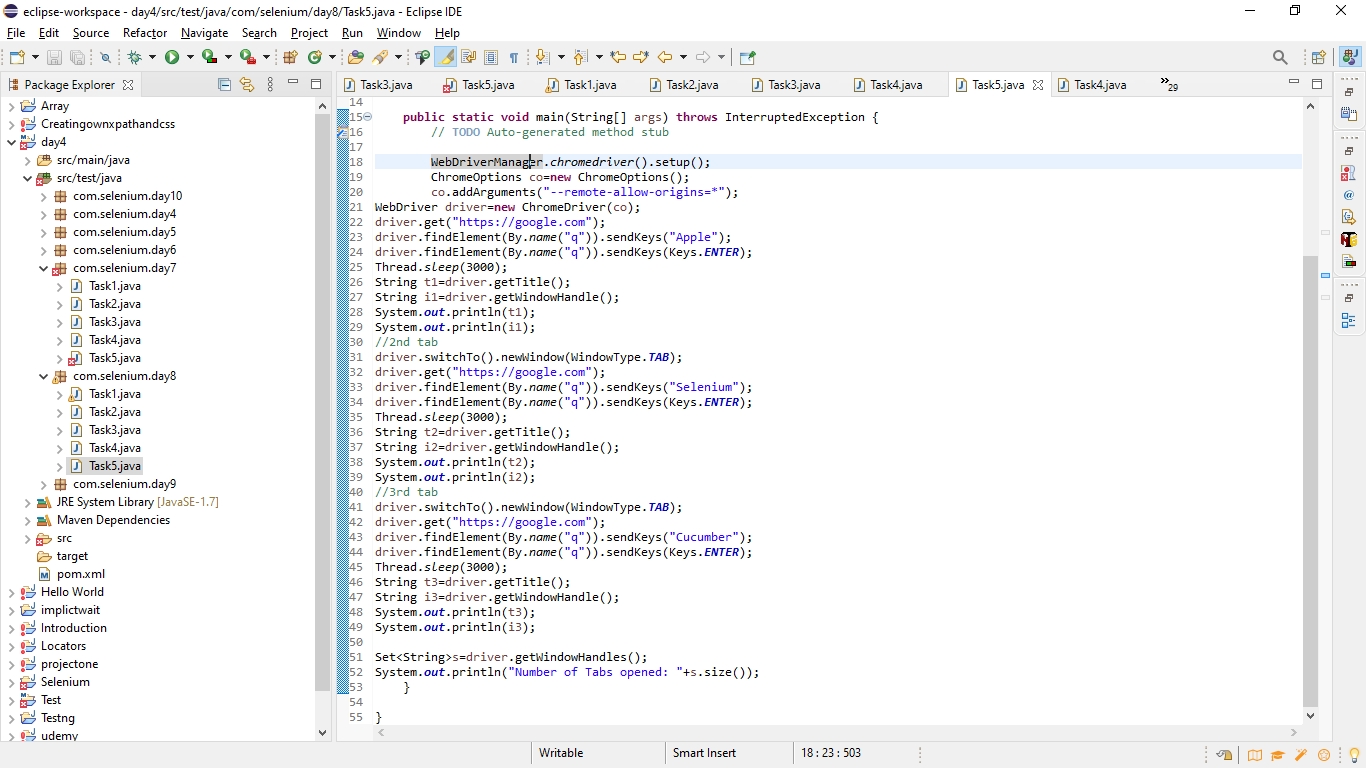 eclipse-workspace - day4/src/test/java/com/selenium/day8/Task5.java - Eclipse IDE
File Edit Source Refactor Navigate Search Project Run Window Help
Package Explorer
Task3.java Task5.java Task1.java Task2.java Task3.java Task4.java Task5.java Task4.java »29
Array
Creatingownxpathandcss
day4
src/main/java
src/test/java
com.selenium.day10
com.selenium.day4
com.selenium.day5
com.selenium.day6
com.selenium.day7
Task1.java
Task2.java
Task3.java
Task4.java
Task5.java
com.selenium.day8
Task1.java
Task2.java
Task3.java
Task4.java
Task5.java
com.selenium.day9
JRE System Library [JavaSE-1.7]
Maven Dependencies
src
target
pom.xml
Hello World
implictwait
Introduction
Locators
projectone
Selenium
Test
Testng
udemy
14
15 public static void main(String[] args) throws InterruptedException {
16 // TODO Auto-generated method stub
17
18 WebDriverManager.chromedriver().setup();
19 ChromeOptions co=new ChromeOptions();
20 co.addArguments("--remote-allow-origins=*");
21 WebDriver driver=new ChromeDriver(co);
22 driver.get("https://google.com");
23 driver.findElement(By.name("q")).sendKeys("Apple");
24 driver.findElement(By.name("q")).sendKeys(Keys.ENTER);
25 Thread.sleep(3000);
26 String t1=driver.getTitle();
27 String i1=driver.getWindowHandle();
28 System.out.println(t1);
29 System.out.println(i1);
30 //2nd tab
31 driver.switchTo().newWindow(WindowType.TAB);
32 driver.get("https://google.com");
33 driver.findElement(By.name("q")).sendKeys("Selenium");
34 driver.findElement(By.name("q")).sendKeys(Keys.ENTER);
35 Thread.sleep(3000);
36 String t2=driver.getTitle();
37 String i2=driver.getWindowHandle();
38 System.out.println(t2);
39 System.out.println(i2);
40 //3rd tab
41 driver.switchTo().newWindow(WindowType.TAB);
42 driver.get("https://google.com");
43 driver.findElement(By.name("q")).sendKeys("Cucumber");
44 driver.findElement(By.name("q")).sendKeys(Keys.ENTER);
45 Thread.sleep(3000);
46 String t3=driver.getTitle();
47 String i3=driver.getWindowHandle();
48 System.out.println(t3);
49 System.out.println(i3);
50
51 Set<String>s=driver.getWindowHandles();
52 System.out.println("Number of Tabs opened: "+s.size());
53 }
54
55 }
Writable Smart Insert 18 : 23 : 503